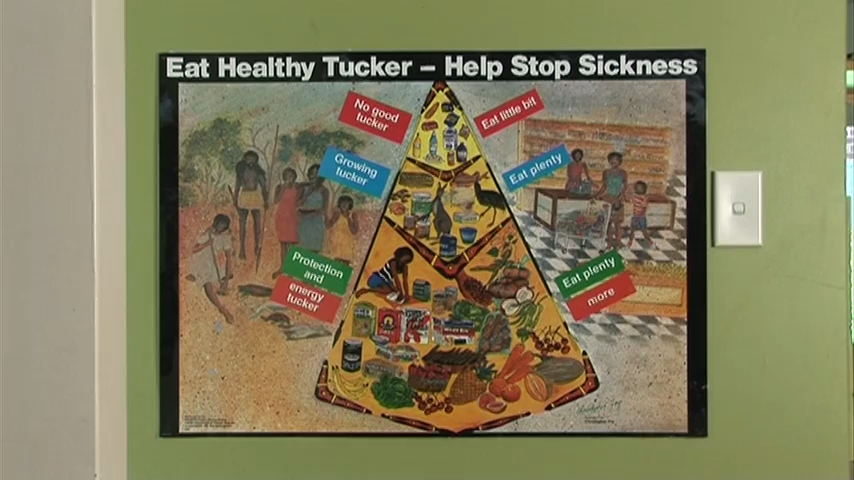 Eat Healthy Tucker – Help Stop Sickness
No good
tucker
Eat little bit
Growing
tucker
Eat plenty
Protection
and
energy
tucker
Eat plenty
more